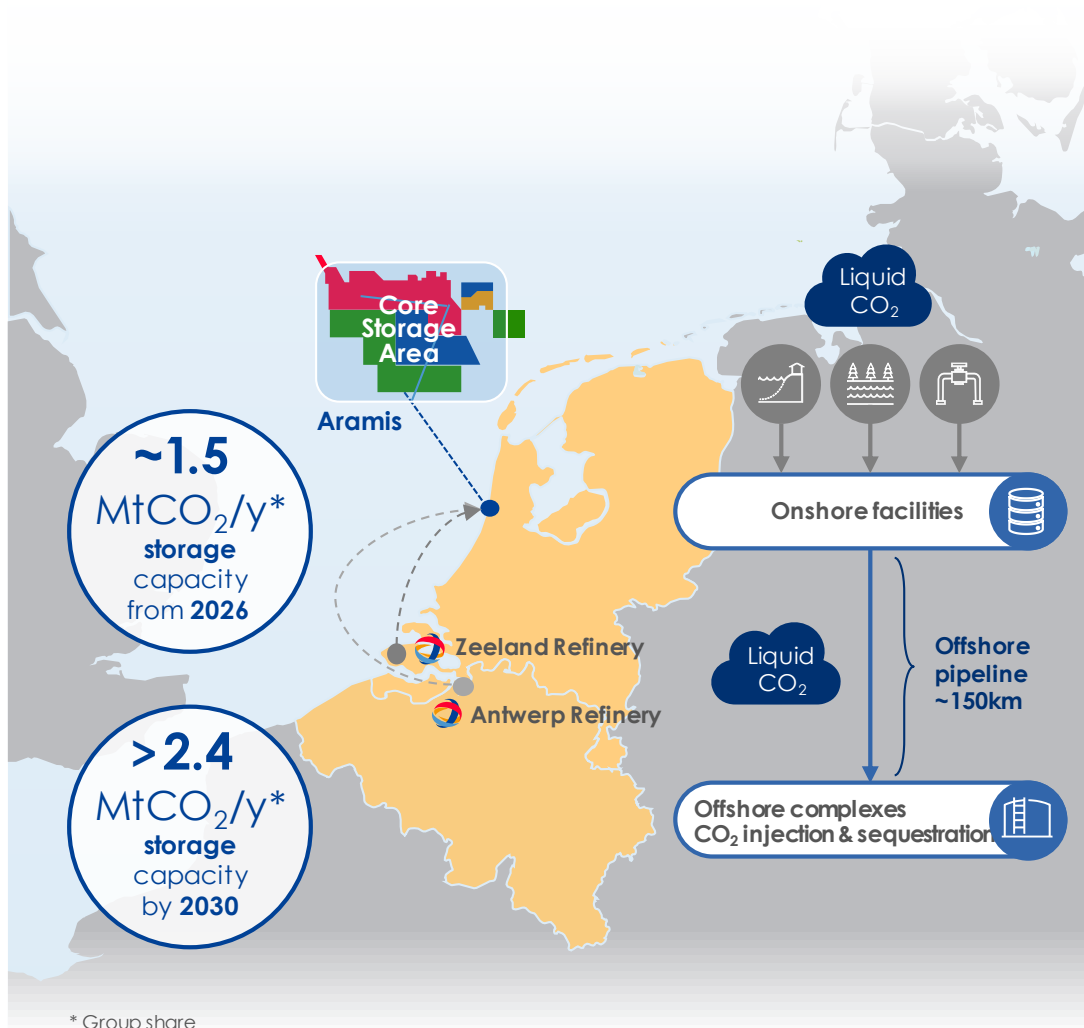 Liquid
CO₂
Core
Storage
Area
Aramis
~1.5
MtCO₂/y*
storage
capacity
from 2026
Onshore facilities
Zeeland Refinery
Liquid
CO₂
Offshore
pipeline
~150km
Antwerp Refinery
>2.4
MtCO₂/y*
storage
capacity
by 2030
Offshore complexes
CO₂ injection & sequestration
* Group share